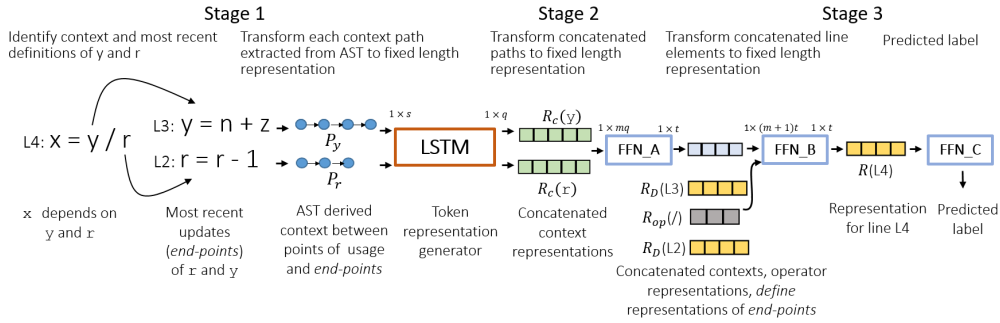 Stage 1
Stage 2
Stage 3
Identify context and most recent
definitions of y and r
Transform each context path
extracted from AST to fixed length
representation
Transform concatenated
paths to fixed length
representation
Transform concatenated line
elements to fixed length
representation
Predicted label
L4: x = y / r
L3: y = n + z
L2: r = r - 1
P_y
P_r
1 × s
LSTM
1 × q
R_c(y)
R_c(r)
1 × mq
FFN_A
1 × t
R_D(L3)
R_op(/)
R_D(L2)
1 × (m + 1)t
FFN_B
1 × t
R(L4)
FFN_C
x depends on
y and r
Most recent
updates
(end-points)
of r and y
AST derived
context between
points of usage
and end-points
Token
representation
generator
Concatenated
context
representations
Concatenated contexts, operator
representations, define
representations of end-points
Representation
for line L4
Predicted
label